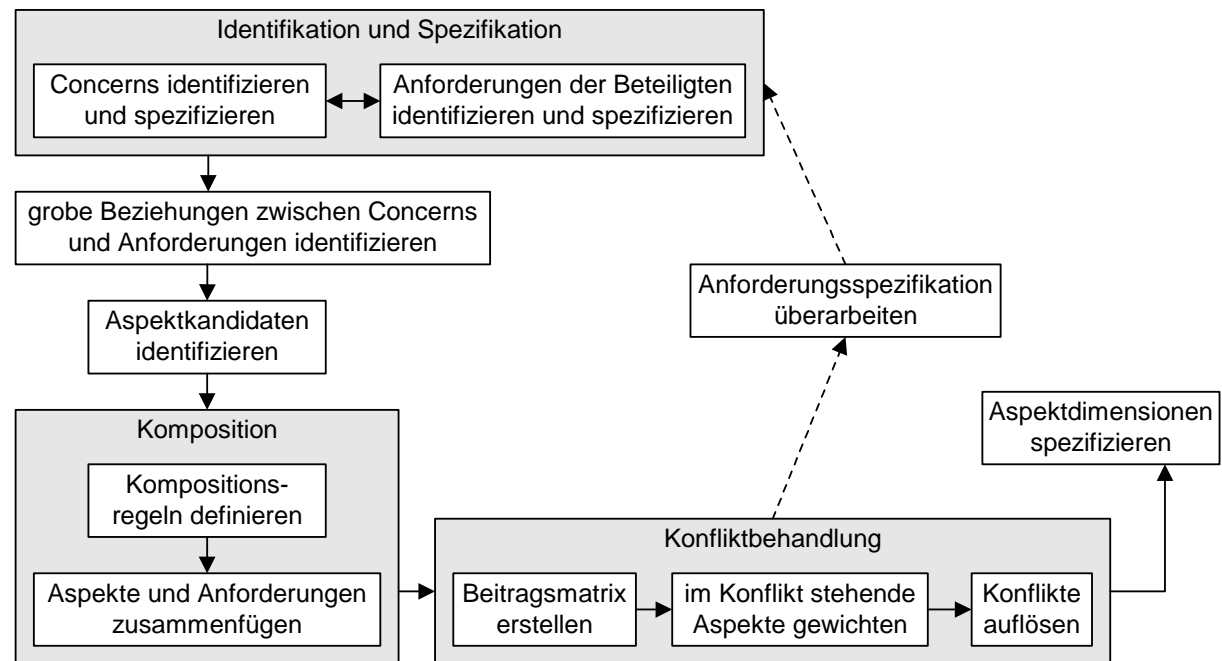 Identifikation und Spezifikation
Concerns identifizieren
und spezifizieren
Anforderungen der Beteiligten
identifizieren und spezifizieren
grobe Beziehungen zwischen Concerns
und Anforderungen identifizieren
Anforderungsspezifikation
überarbeiten
Aspektkandidaten
identifizieren
Aspektdimensionen
spezifizieren
Komposition
Kompositions-
regeln definieren
Aspekte und Anforderungen
zusammenfügen
Konfliktbehandlung
Beitragsmatrix
erstellen
im Konflikt stehende
Aspekte gewichten
Konflikte
auflösen